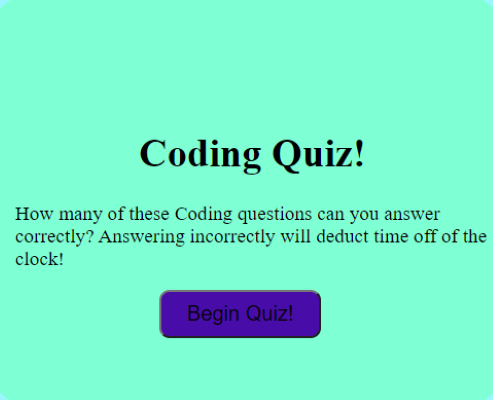 Coding Quiz!
How many of these Coding questions can you answer
correctly? Answering incorrectly will deduct time off of the
clock!
Begin Quiz!